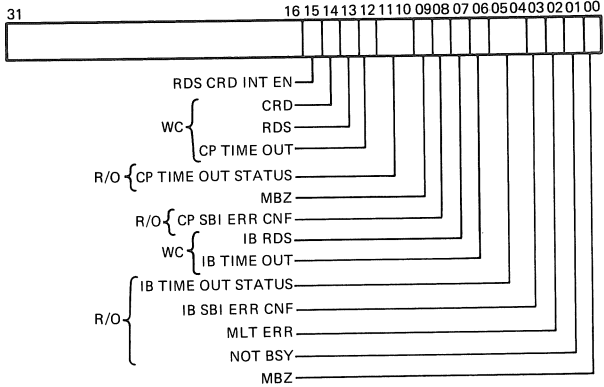 31 16 15 14 13 12 11 10 09 08 07 06 05 04 03 02 01 00
RDS CRD INT EN
CRD
WC
RDS
CP TIME OUT
R/O CP TIME OUT STATUS
MBZ
R/O CP SBI ERR CNF
IB RDS
WC
IB TIME OUT
IB TIME OUT STATUS
IB SBI ERR CNF
R/O
MLT ERR
NOT BSY
MBZ